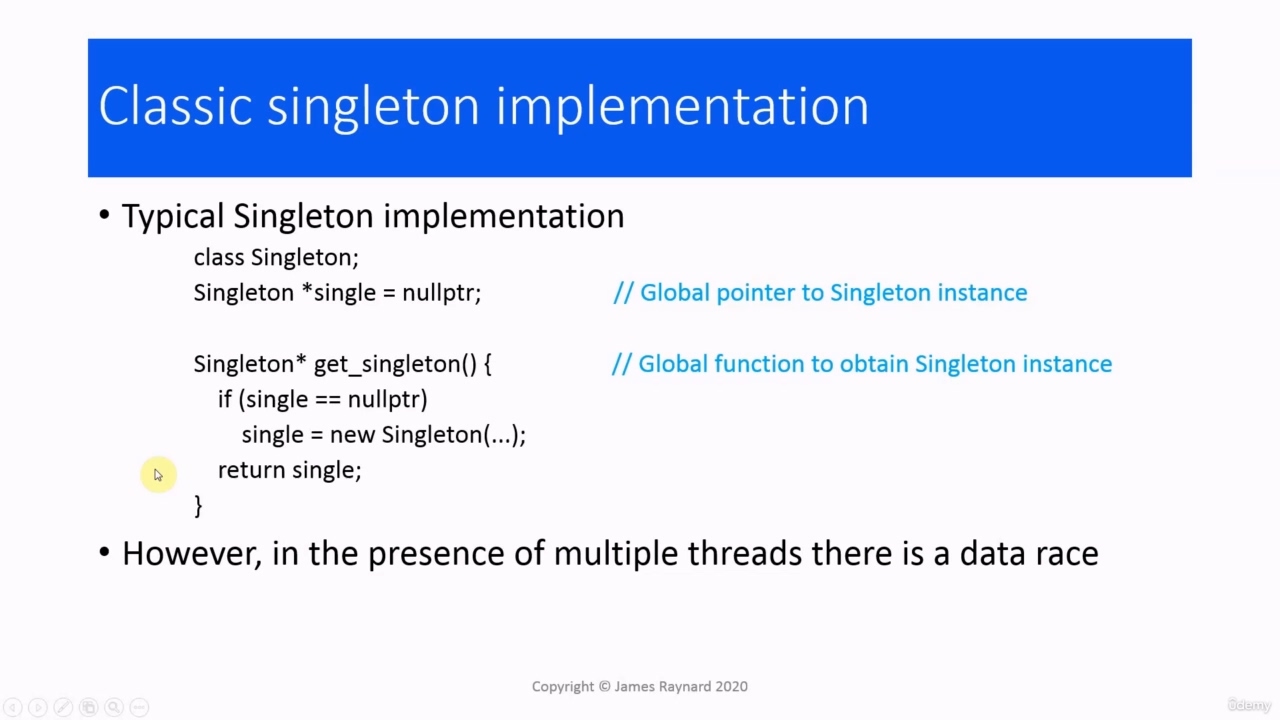 Classic singleton implementation
• Typical Singleton implementation
class Singleton;
Singleton *single = nullptr; // Global pointer to Singleton instance
Singleton* get_singleton() { // Global function to obtain Singleton instance
if (single == nullptr)
single = new Singleton(...);
return single;
}
• However, in the presence of multiple threads there is a data race
Copyright © James Raynard 2020
ûdemy